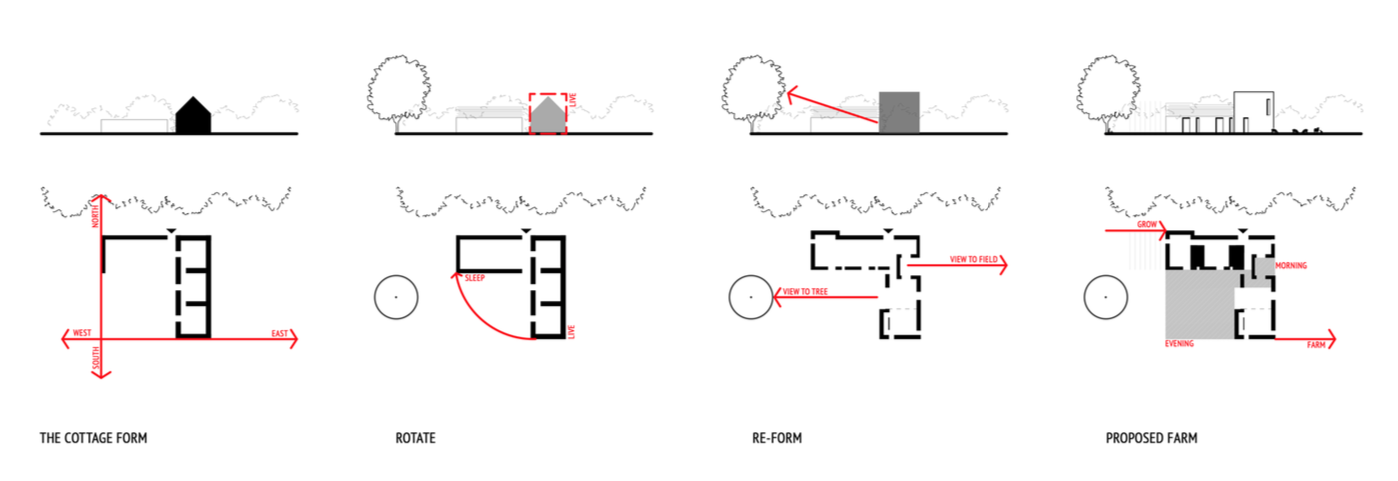 LIVE
NORTH
WEST
EAST
SOUTH
SLEEP
LIVE
VIEW TO FIELD
VIEW TO TREE
GROW
MORNING
EVENING
FARM
THE COTTAGE FORM
ROTATE
RE-FORM
PROPOSED FARM